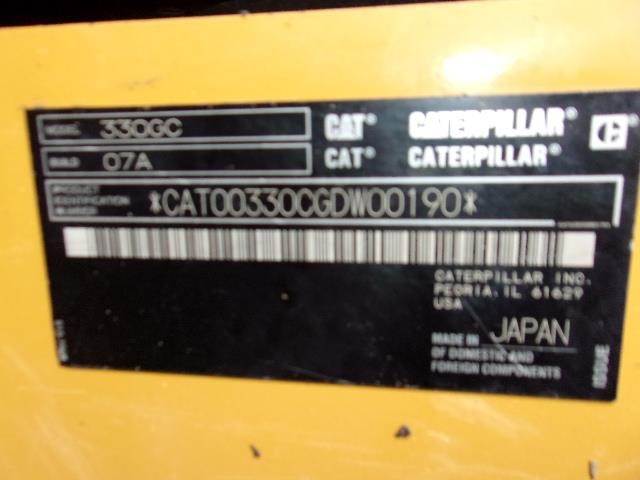 MODEL 330GC CAT® CATERPILLAR® C
BUILD 07A CAT® CATERPILLAR®
PRODUCT IDENTIFICATION NUMBER *CAT00330CGDW00190*
CATERPILLAR INC.
PEORIA, IL 61629
USA
MADE IN JAPAN
OF DOMESTIC AND
FOREIGN COMPONENTS
ISSUE